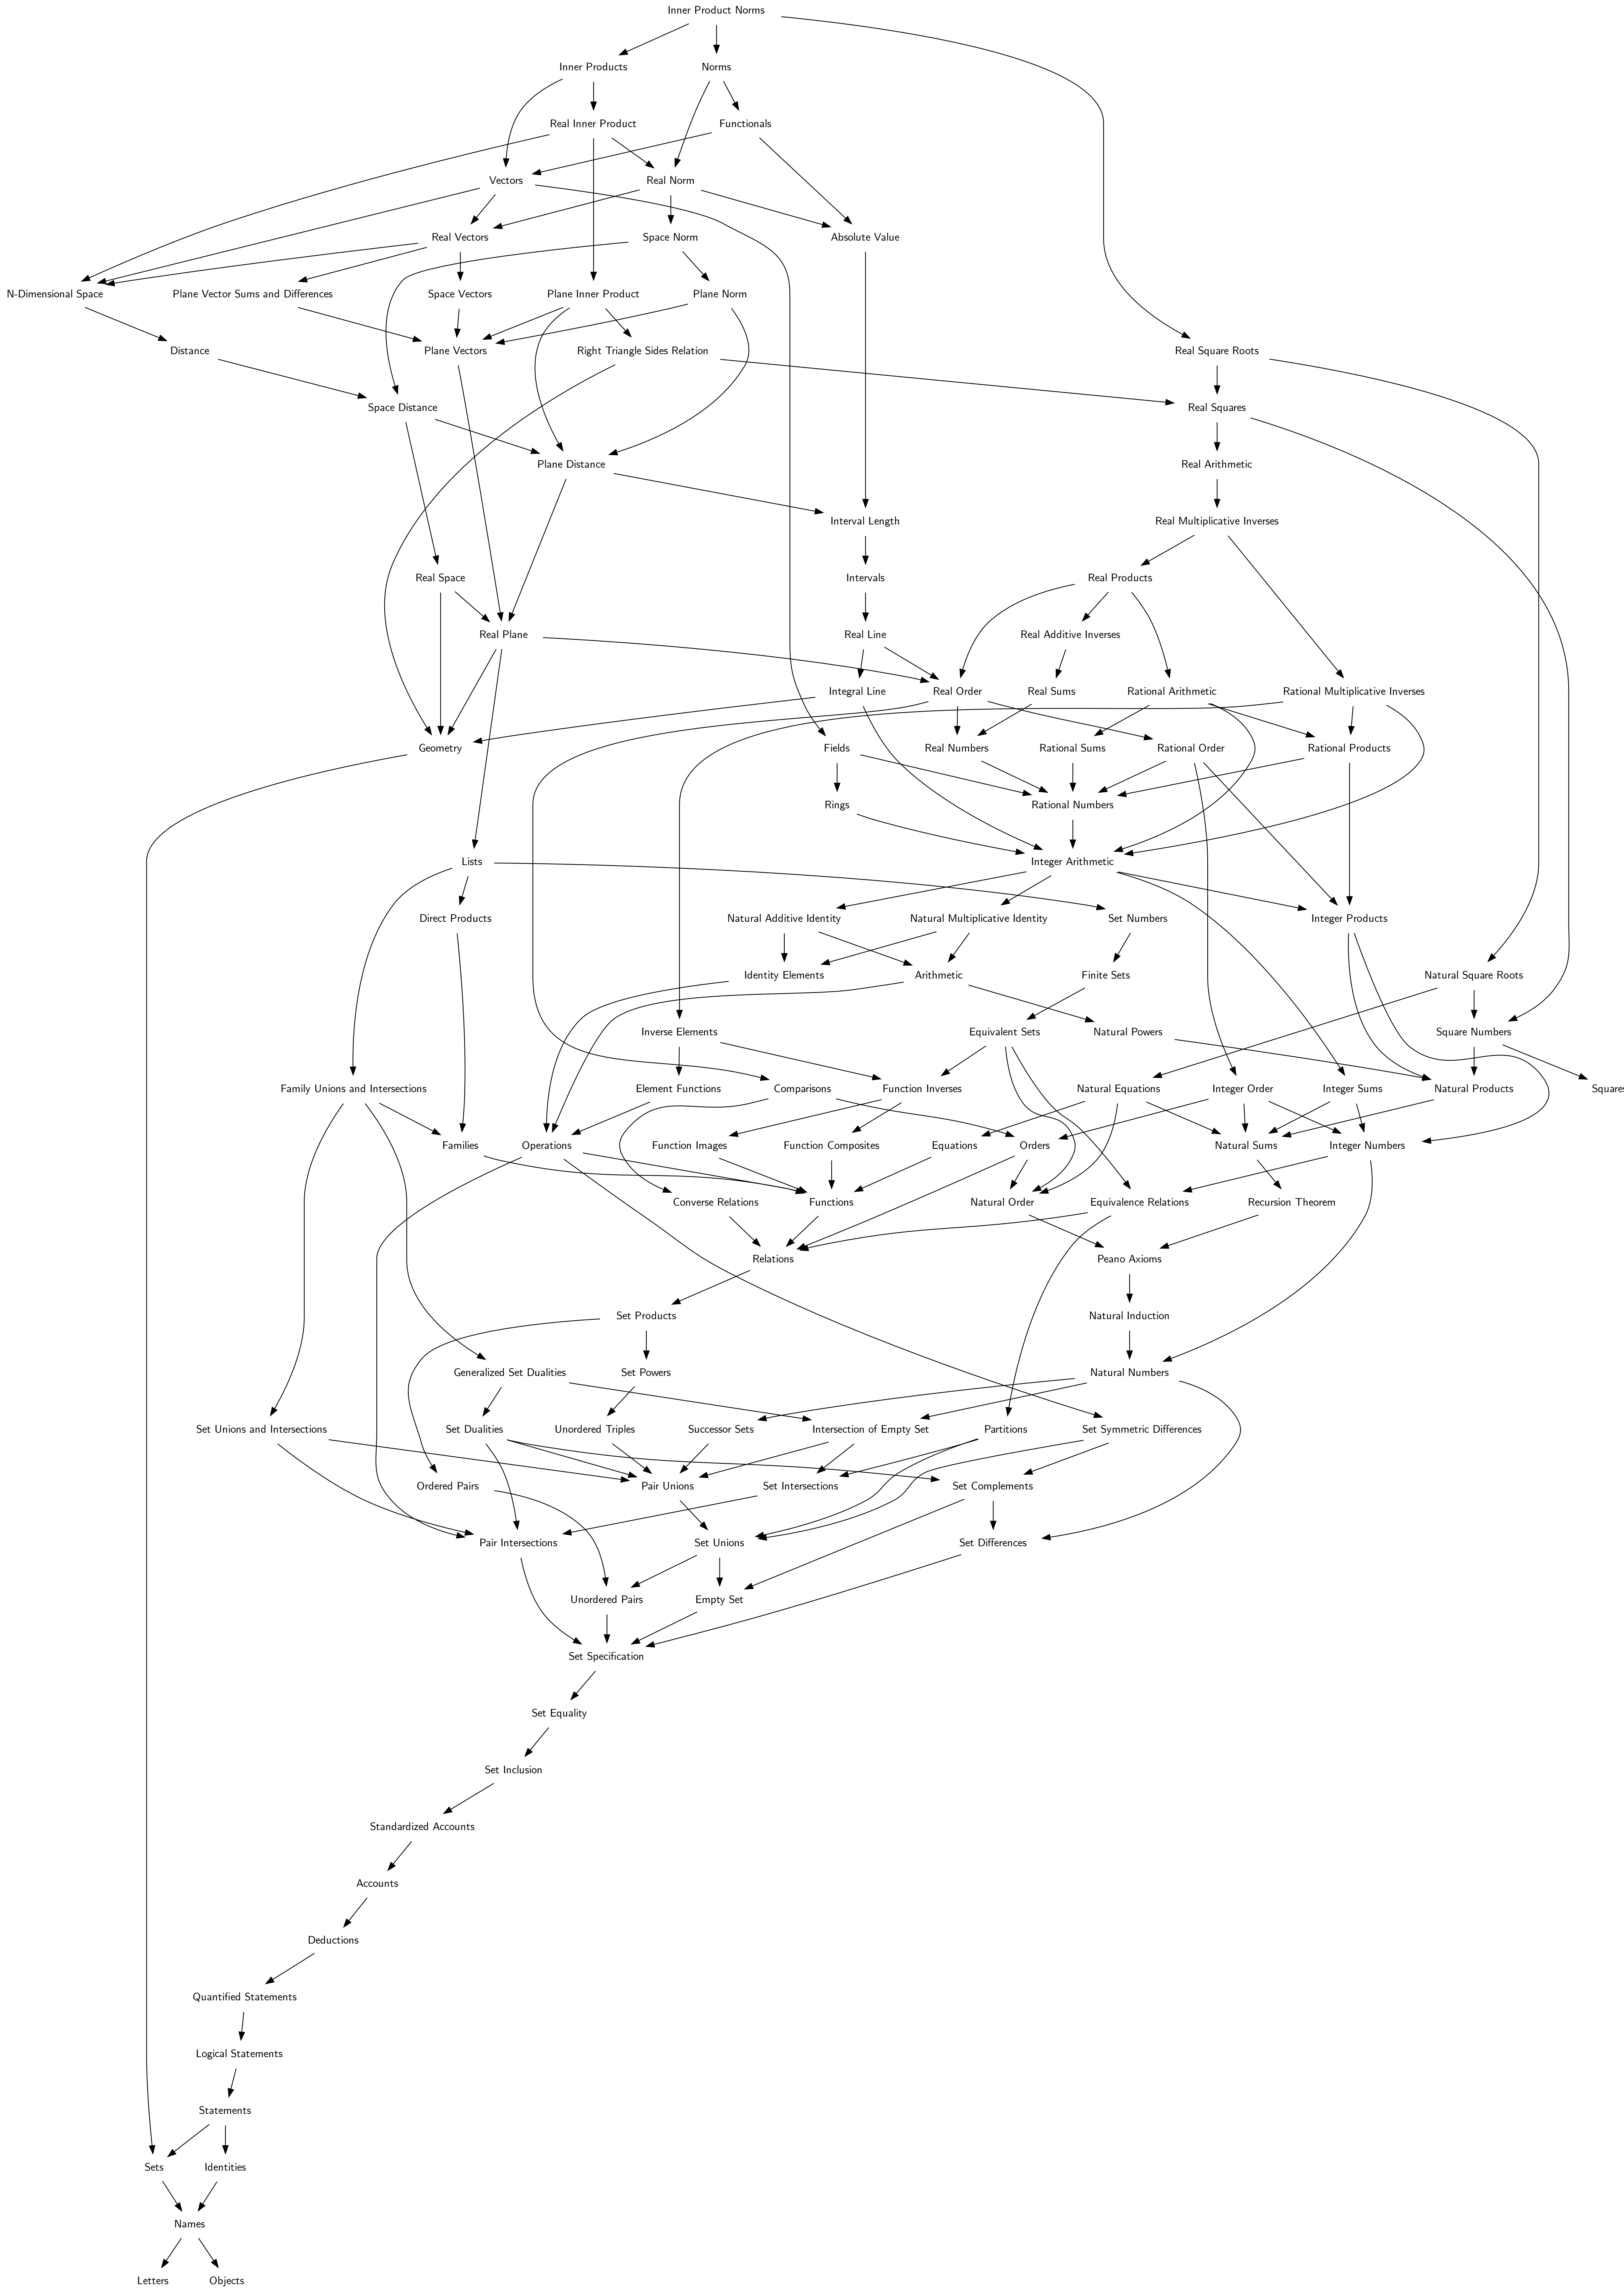 Inner Product Norms
Inner Products
Norms
Real Inner Product
Functionals
Vectors
Real Norm
Real Vectors
Space Norm
Absolute Value
N-Dimensional Space
Plane Vector Sums and Differences
Space Vectors
Plane Inner Product
Plane Norm
Distance
Plane Vectors
Right Triangle Sides Relation
Real Square Roots
Space Distance
Real Squares
Plane Distance
Real Arithmetic
Interval Length
Real Multiplicative Inverses
Real Space
Intervals
Real Products
Real Plane
Real Line
Real Additive Inverses
Integral Line
Real Order
Real Sums
Rational Arithmetic
Rational Multiplicative Inverses
Geometry
Fields
Real Numbers
Rational Sums
Rational Order
Rational Products
Rings
Rational Numbers
Lists
Integer Arithmetic
Direct Products
Natural Additive Identity
Natural Multiplicative Identity
Set Numbers
Integer Products
Identity Elements
Arithmetic
Finite Sets
Natural Square Roots
Inverse Elements
Equivalent Sets
Natural Powers
Square Numbers
Family Unions and Intersections
Element Functions
Comparisons
Function Inverses
Natural Equations
Integer Order
Integer Sums
Natural Products
Squares
Families
Operations
Function Images
Function Composites
Equations
Orders
Natural Sums
Integer Numbers
Converse Relations
Functions
Natural Order
Equivalence Relations
Recursion Theorem
Relations
Peano Axioms
Set Products
Natural Induction
Generalized Set Dualities
Set Powers
Natural Numbers
Set Unions and Intersections
Set Dualities
Unordered Triples
Successor Sets
Intersection of Empty Set
Partitions
Set Symmetric Differences
Ordered Pairs
Pair Unions
Set Intersections
Set Complements
Pair Intersections
Set Unions
Set Differences
Unordered Pairs
Empty Set
Set Specification
Set Equality
Set Inclusion
Standardized Accounts
Accounts
Deductions
Quantified Statements
Logical Statements
Statements
Sets
Identities
Names
Letters
Objects